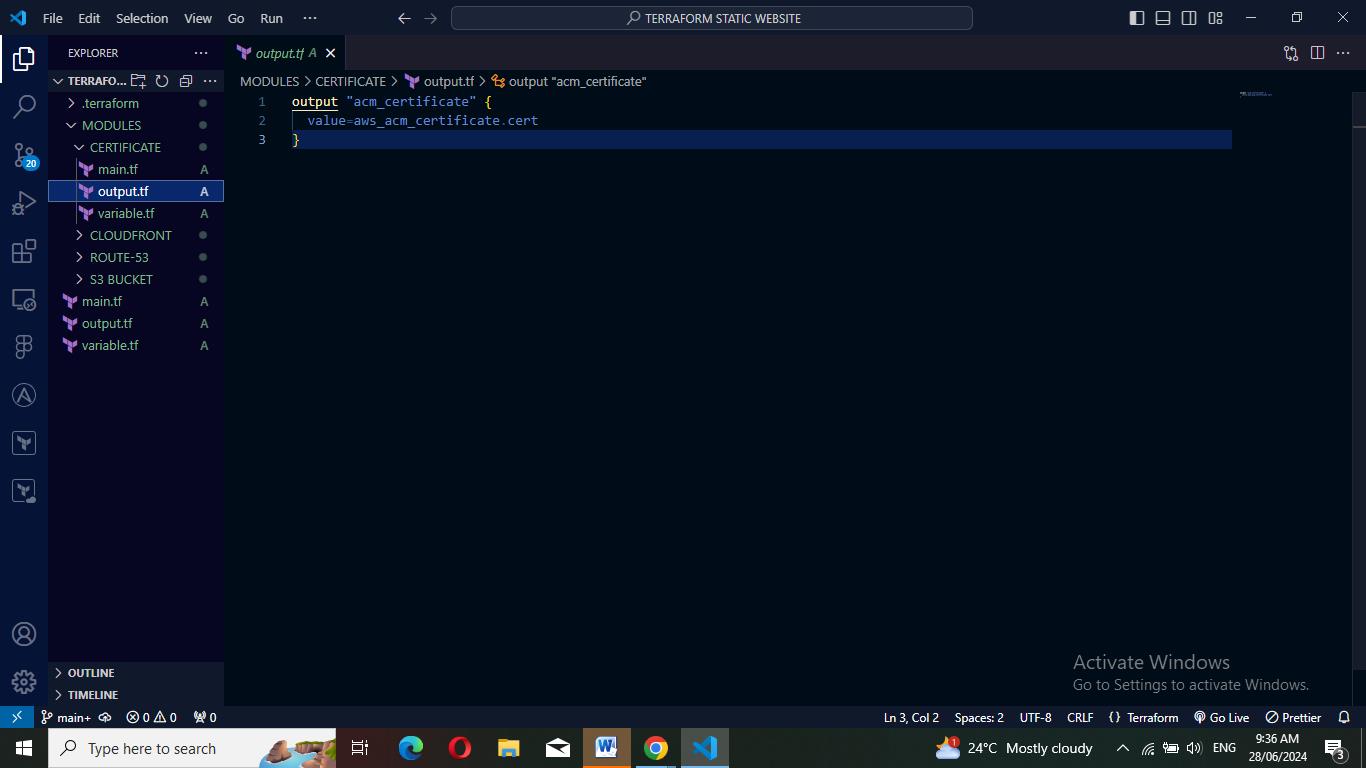 File Edit Selection View Go Run ···
TERRAFORM STATIC WEBSITE
EXPLORER
TERRAFO...
.terraform
MODULES
CERTIFICATE
main.tf A
output.tf A
variable.tf A
CLOUDFRONT
ROUTE-53
S3 BUCKET
main.tf A
output.tf A
variable.tf A
OUTLINE
TIMELINE
20
output.tf A
MODULES > CERTIFICATE > output.tf > output "acm_certificate"
1 output "acm_certificate" {
2 value=aws_acm_certificate.cert
3 }
Activate Windows
Go to Settings to activate Windows.
main+ 0 0 0 Ln 3, Col 2 Spaces: 2 UTF-8 CRLF {} Terraform Go Live Prettier
Type here to search
1 24°C Mostly cloudy ENG
9:36 AM
28/06/2024
3